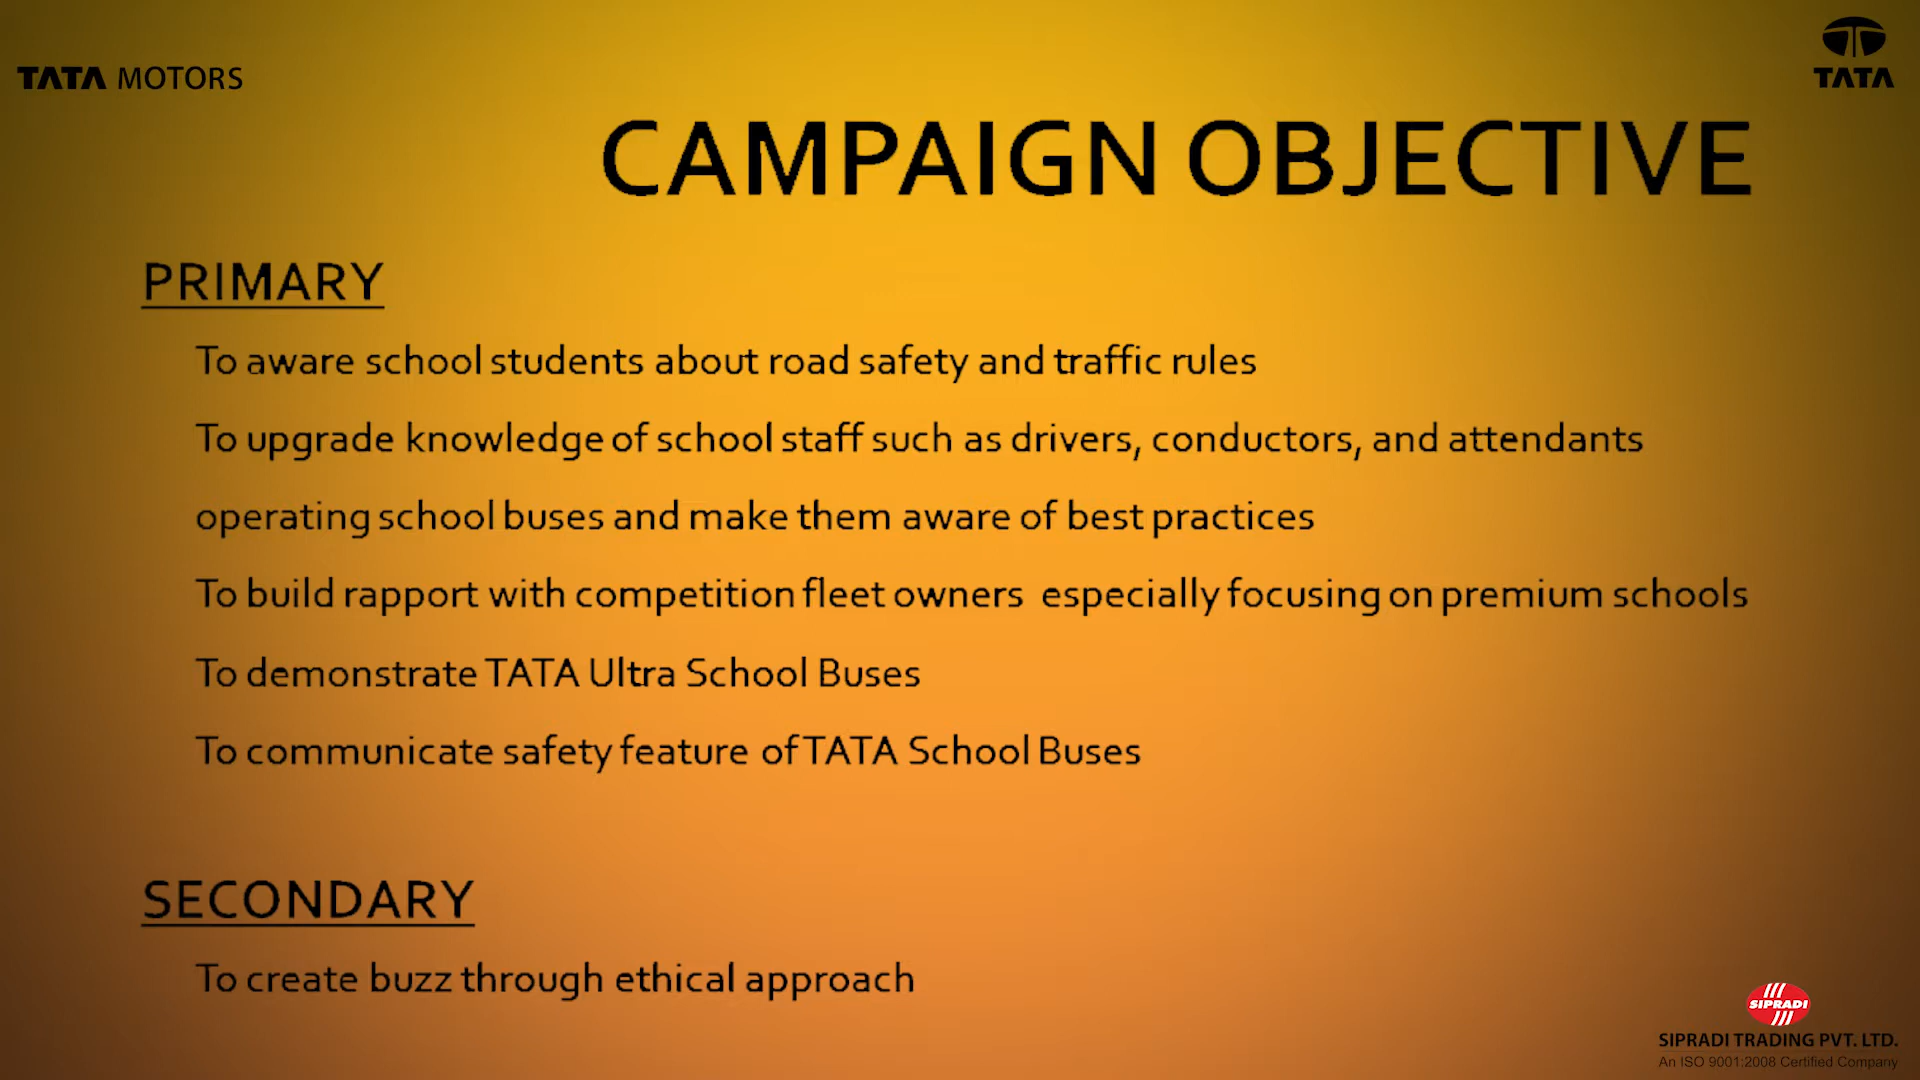 TATA MOTORS
TATA
CAMPAIGN OBJECTIVE
PRIMARY
To aware school students about road safety and traffic rules
To upgrade knowledge of school staff such as drivers, conductors, and attendants
operating school buses and make them aware of best practices
To build rapport with competition fleet owners especially focusing on premium schools
To demonstrate TATA Ultra School Buses
To communicate safety feature of TATA School Buses
SECONDARY
To create buzz through ethical approach
SIPRADI
SIPRADI TRADING PVT. LTD.
An ISO 9001:2008 Certified Company